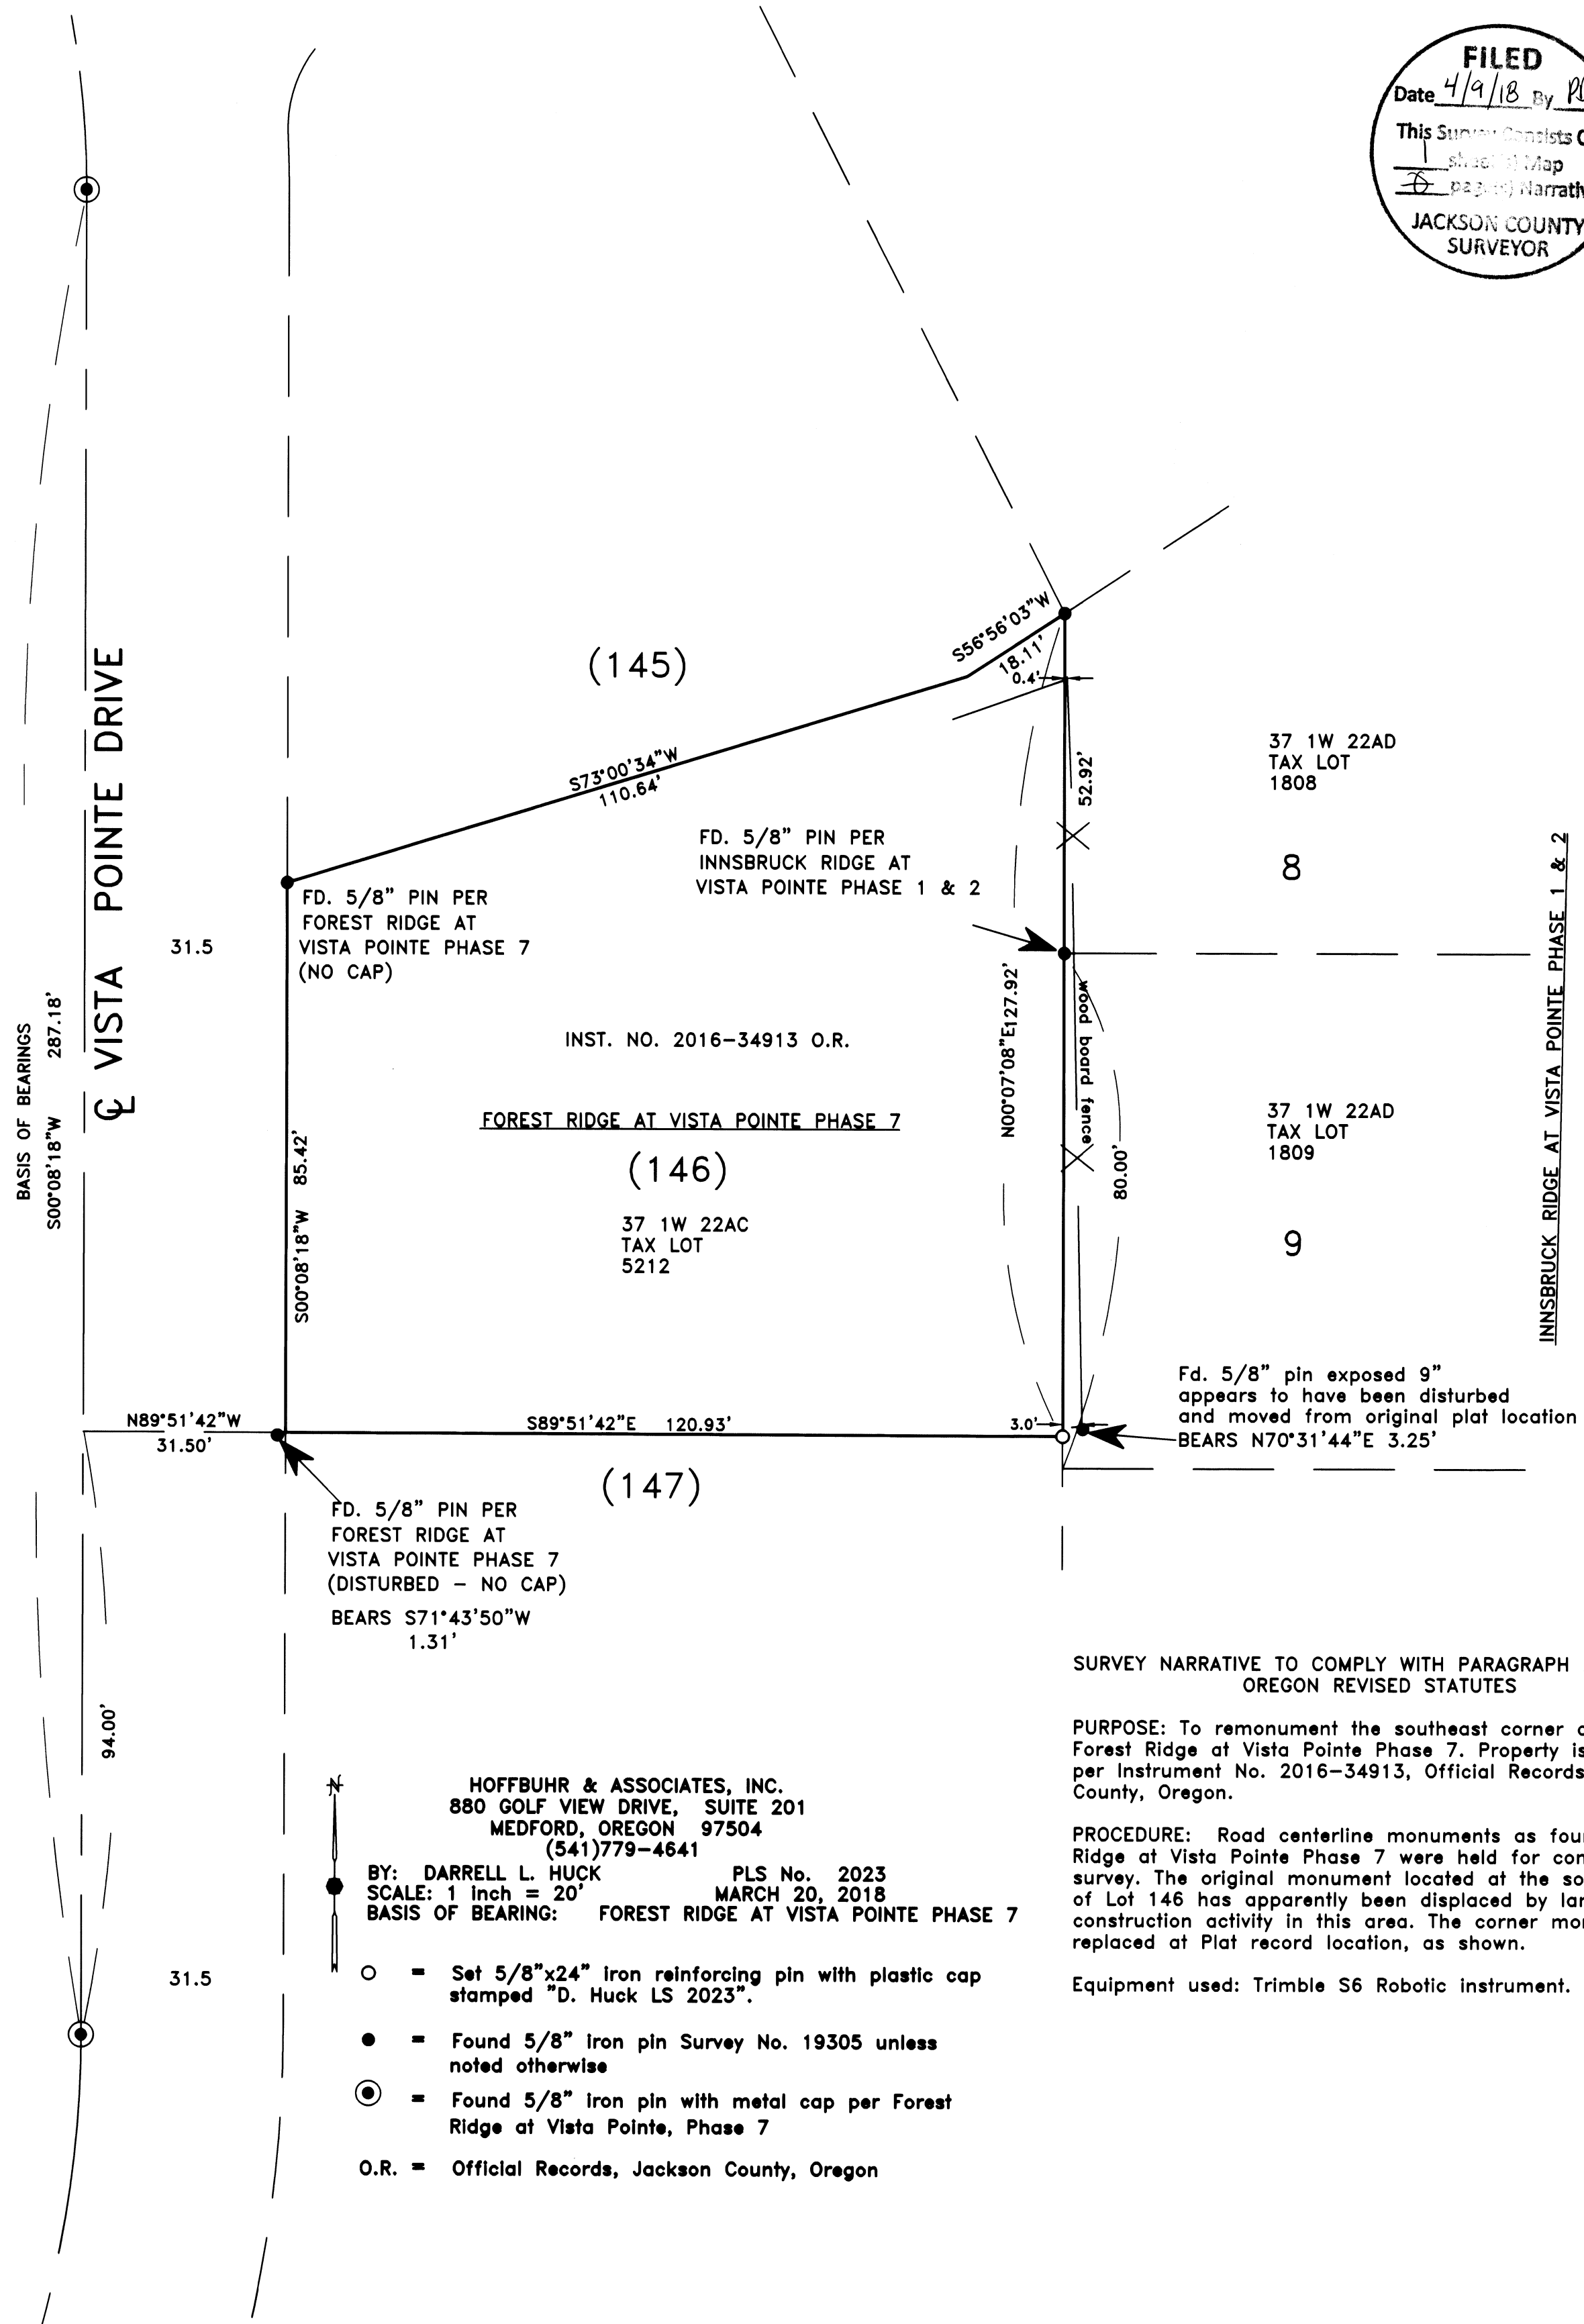 FILED
Date 4/9/18 By
This Survey Consists
1 sheet(s) Map
page(s) Narrativ
JACKSON COUNTY
SURVEYOR
S56°56'03"W
18.11'
0.4'
(145)
S73°00'34"W
110.64'
52.92'
37 1W 22AD
TAX LOT
1808
8
FD. 5/8" PIN PER
INNSBRUCK RIDGE AT
VISTA POINTE PHASE 1 & 2
FD. 5/8" PIN PER
FOREST RIDGE AT
VISTA POINTE PHASE 7
(NO CAP)
31.5
BASIS OF BEARINGS
S00°08'18"W 287.18'
℄ VISTA POINTE DRIVE
INST. NO. 2016-34913 O.R.
FOREST RIDGE AT VISTA POINTE PHASE 7
(146)
37 1W 22AC
TAX LOT
5212
S00°08'18"W 85.42'
N00°07'08"E127.92'
wood board fence
80.00'
37 1W 22AD
TAX LOT
1809
9
INNSBRUCK RIDGE AT VISTA POINTE PHASE 1 & 2
Fd. 5/8" pin exposed 9"
appears to have been disturbed
and moved from original plat location
BEARS N70°31'44"E 3.25'
N89°51'42"W
31.50'
S89°51'42"E 120.93'
3.0'
(147)
FD. 5/8" PIN PER
FOREST RIDGE AT
VISTA POINTE PHASE 7
(DISTURBED - NO CAP)
BEARS S71°43'50"W
1.31'
94.00'
31.5
N
HOFFBUHR & ASSOCIATES, INC.
880 GOLF VIEW DRIVE, SUITE 201
MEDFORD, OREGON 97504
(541)779-4641
BY: DARRELL L. HUCK PLS No. 2023
SCALE: 1 inch = 20' MARCH 20, 2018
BASIS OF BEARING: FOREST RIDGE AT VISTA POINTE PHASE 7
= Set 5/8"x24" iron reinforcing pin with plastic cap
stamped "D. Huck LS 2023".
= Found 5/8" iron pin Survey No. 19305 unless
noted otherwise
= Found 5/8" iron pin with metal cap per Forest
Ridge at Vista Pointe, Phase 7
O.R. = Official Records, Jackson County, Oregon
SURVEY NARRATIVE TO COMPLY WITH PARAGRAPH
OREGON REVISED STATUTES
PURPOSE: To remonument the southeast corner
Forest Ridge at Vista Pointe Phase 7. Property is
per Instrument No. 2016-34913, Official Records
County, Oregon.
PROCEDURE: Road centerline monuments as fou
Ridge at Vista Pointe Phase 7 were held for con
survey. The original monument located at the so
of Lot 146 has apparently been displaced by lan
construction activity in this area. The corner mo
replaced at Plat record location, as shown.
Equipment used: Trimble S6 Robotic instrument.